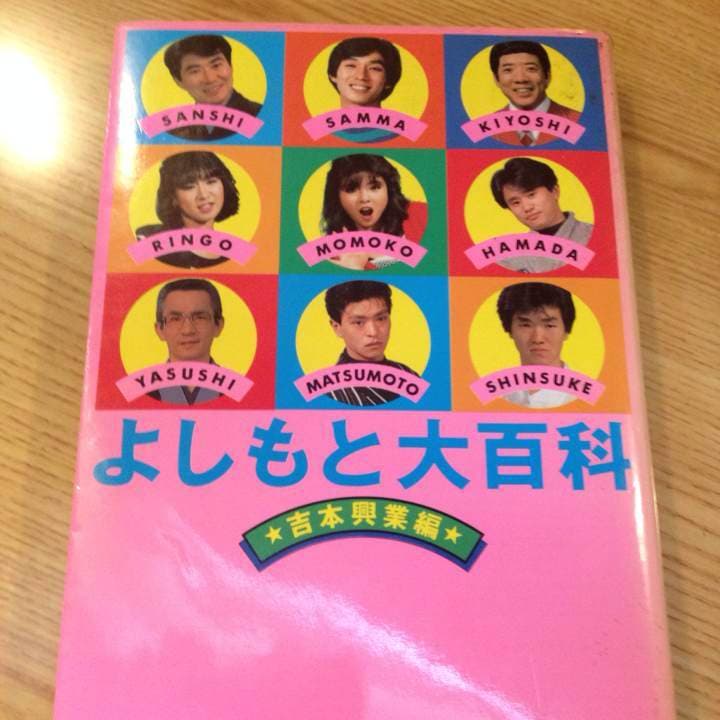 SANSHI
SAMMA
KIYOSHI
RINGO
MOMOKO
HAMADA
YASUSHI
MATSUMOTO
SHINSUKE
よしもと大百科
★吉本興業編★